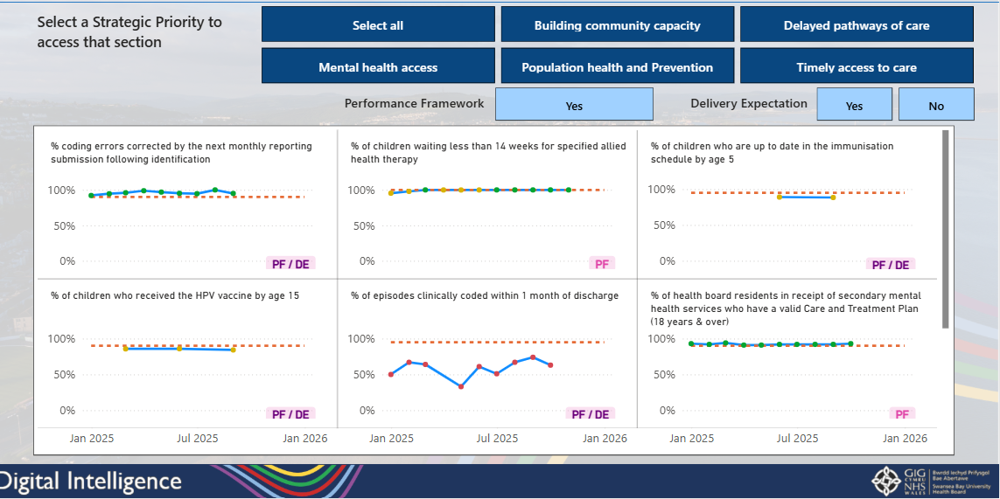 Select a Strategic Priority to
access that section
Select all
Building community capacity
Delayed pathways of care
Mental health access
Population health and Prevention
Timely access to care
Performance Framework
Yes
Delivery Expectation
Yes
No
% coding errors corrected by the next monthly reporting
submission following identification
100%
50%
0%
PF / DE
% of children waiting less than 14 weeks for specified allied
health therapy
100%
50%
0%
PF
% of children who are up to date in the immunisation
schedule by age 5
100%
50%
0%
PF / DE
% of children who received the HPV vaccine by age 15
100%
50%
0%
PF / DE
Jan 2025
Jul 2025
Jan 2026
% of episodes clinically coded within 1 month of discharge
100%
50%
0%
PF / DE
Jan 2025
Jul 2025
Jan 2026
% of health board residents in receipt of secondary mental
health services who have a valid Care and Treatment Plan
(18 years & over)
100%
50%
0%
PF
Jan 2025
Jul 2025
Jan 2026
Digital Intelligence
GIG
CYMRU
NHS
WALES
Bwrdd Iechyd Prifysgol
Bae Abertawe
Swansea Bay University
Health Board